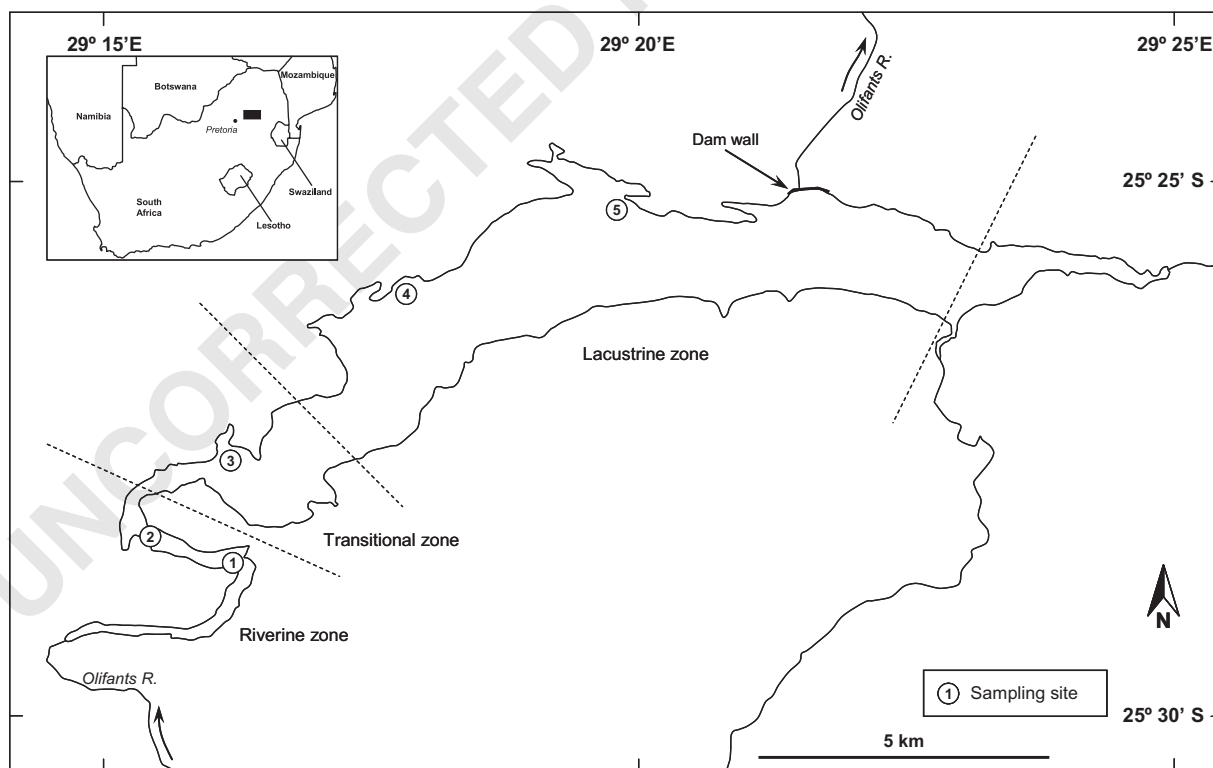 29º 15’E
29º 20’E
29º 25’E
Mozambique
Botswana
Namibia
Pretoria
Swaziland
South
Africa
Lesotho
Olifants R.
Dam wall
25º 25’ S
5
4
Lacustrine zone
3
2
Transitional zone
1
Riverine zone
N
Olifants R.
1 Sampling site
25º 30’ S
5 km
UNCORRECTED